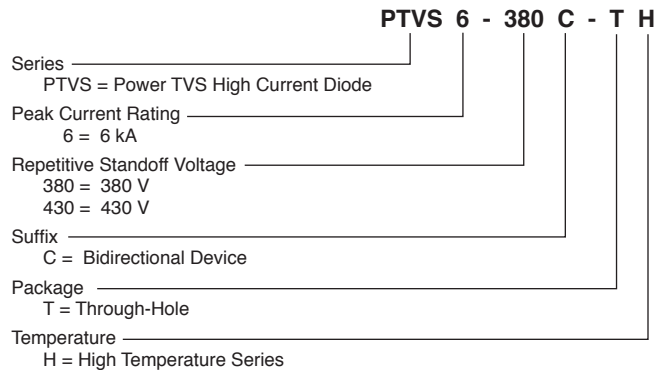 PTVS 6 - 380 C - T H
Series
PTVS = Power TVS High Current Diode
Peak Current Rating
6 = 6 kA
Repetitive Standoff Voltage
380 = 380 V
430 = 430 V
Suffix
C = Bidirectional Device
Package
T = Through-Hole
Temperature
H = High Temperature Series